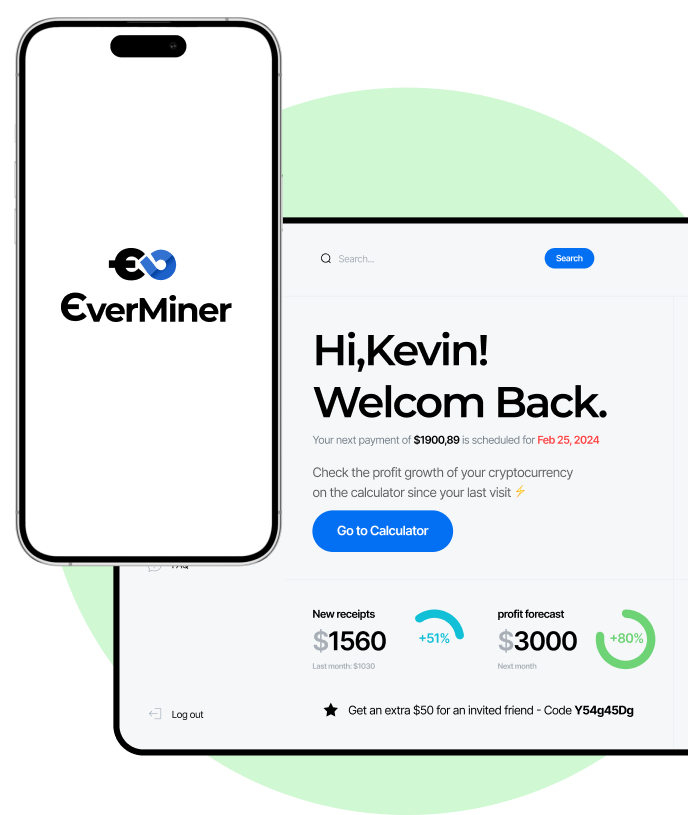 EverMiner
Search...
Search
Hi,Kevin!
Welcom Back.
Your next payment of $1900,89 is scheduled for Feb 25, 2024
Check the profit growth of your cryptocurrency
on the calculator since your last visit ⚡
Go to Calculator
FAQ
New receipts
$1560
Last month: $1030
+51%
profit forecast
$3000
Next month
+80%
Log out
Get an extra $50 for an invited friend - Code Y54g45Dg